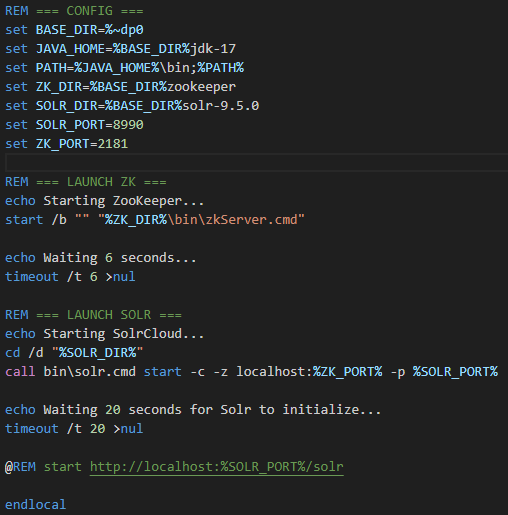 REM === CONFIG ===
set BASE_DIR=%~dp0
set JAVA_HOME=%BASE_DIR%jdk-17
set PATH=%JAVA_HOME%\bin;%PATH%
set ZK_DIR=%BASE_DIR%zookeeper
set SOLR_DIR=%BASE_DIR%solr-9.5.0
set SOLR_PORT=8990
set ZK_PORT=2181
REM === LAUNCH ZK ===
echo Starting ZooKeeper...
start /b "" "%ZK_DIR%\bin\zkServer.cmd"
echo Waiting 6 seconds...
timeout /t 6 >nul
REM === LAUNCH SOLR ===
echo Starting SolrCloud...
cd /d "%SOLR_DIR%"
call bin\solr.cmd start -c -z localhost:%ZK_PORT% -p %SOLR_PORT%
echo Waiting 20 seconds for Solr to initialize...
timeout /t 20 >nul
@REM start http://localhost:%SOLR_PORT%/solr
endlocal